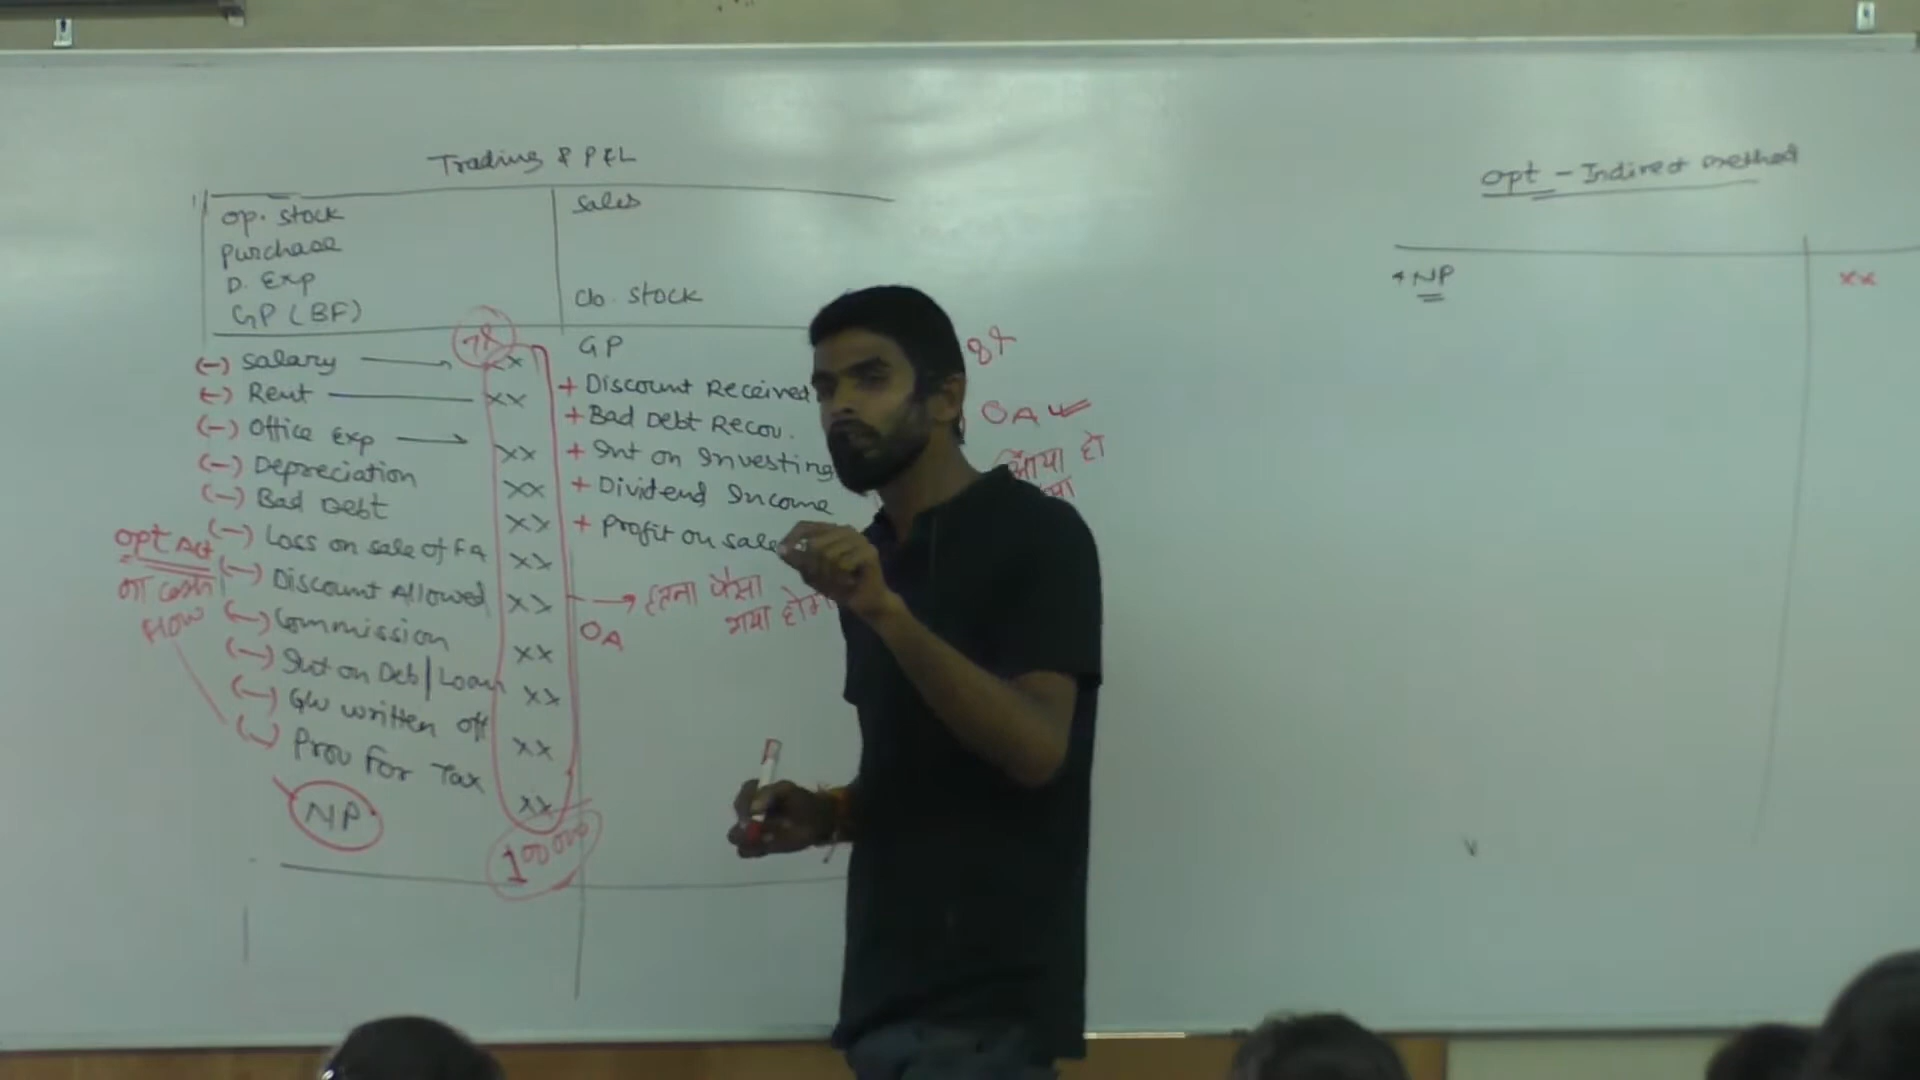 Trading & P&L
op. stock
Sales
purchase
D. Exp
GP (BF)
clo. stock
(-) Salary xx
GP
(-) Rent xx
+ Discount Received
(-) Office Exp xx
+ Bad Debt Recov.
(-) Depreciation xx
+ Int on Investing
(-) Bad Debt xx
+ Dividend Income
(-) Loss on sale of FA xx
+ Profit on sale
(-) Discount Allowed xx
(-) Commission xx
(-) Int on Deb/Loan xx
(-) GW written off xx
(-) Prov For Tax xx
NP
100000
opt Act
का cash
Flow
OA
इतना पैसा
गया
OA
हो
opt - Indirect method
NP xx